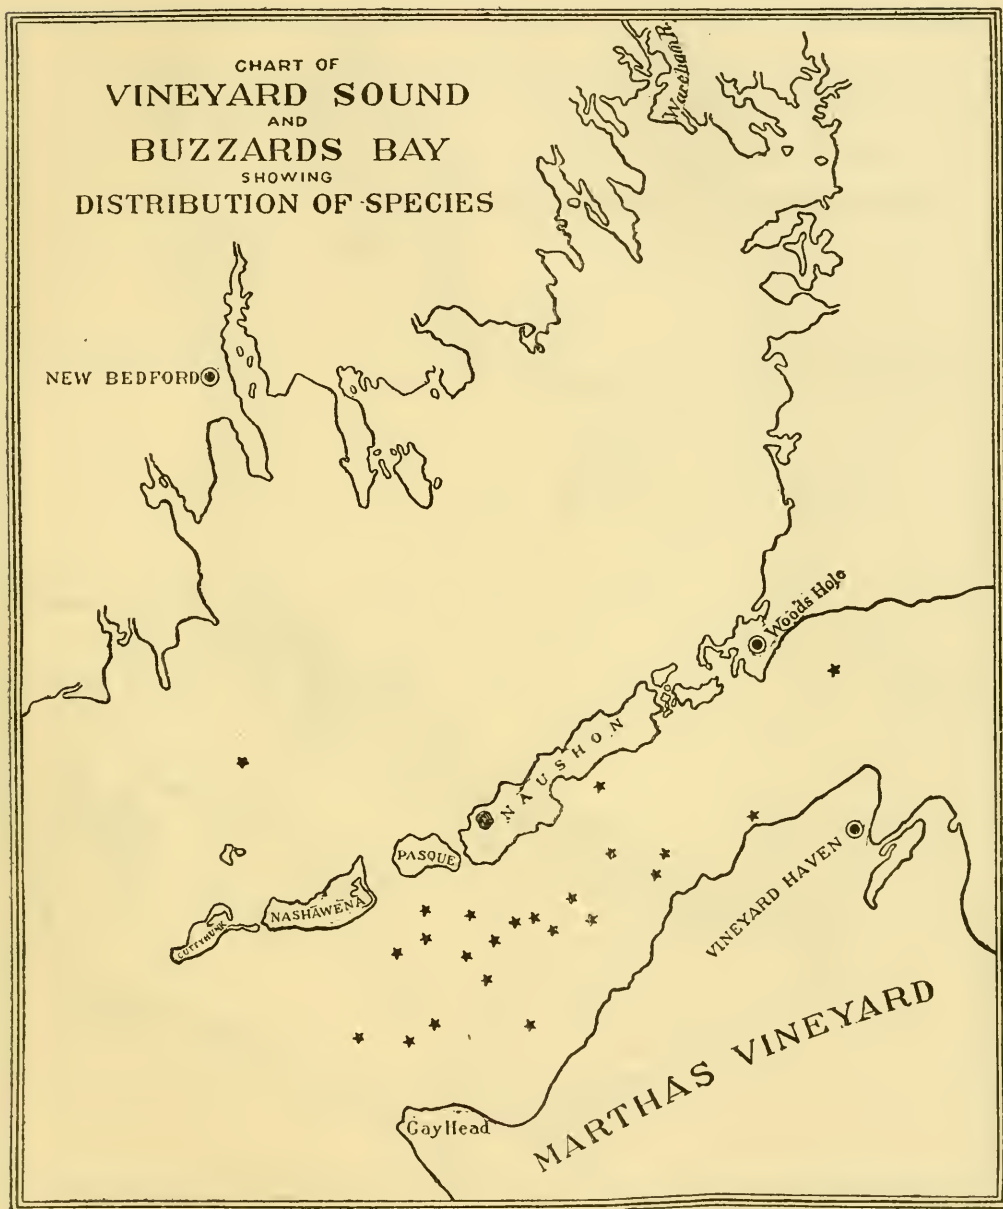 CHART OF
VINEYARD SOUND
AND
BUZZARDS BAY
SHOWING
DISTRIBUTION OF SPECIES
Wareham R.
NEW BEDFORD
Woods Hole
NAUSHON
PASQUE
NASHAWENA
CUTTYHUNK
VINEYARD HAVEN
MARTHAS VINEYARD
Gay Head